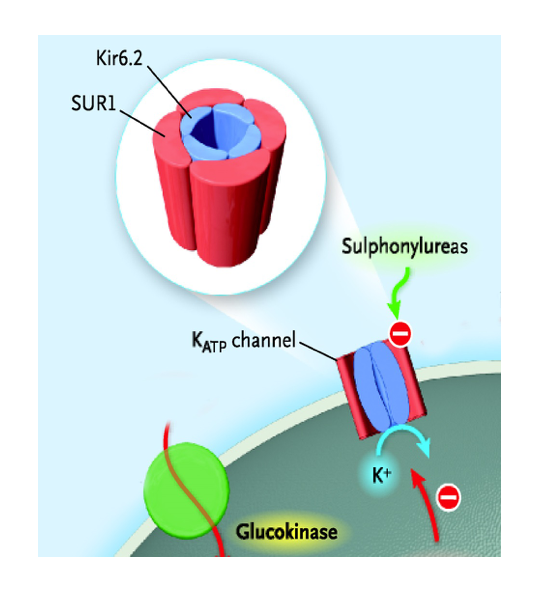 Kir6.2
SUR1
Sulphonylureas
KATP channel
K+
Glucokinase